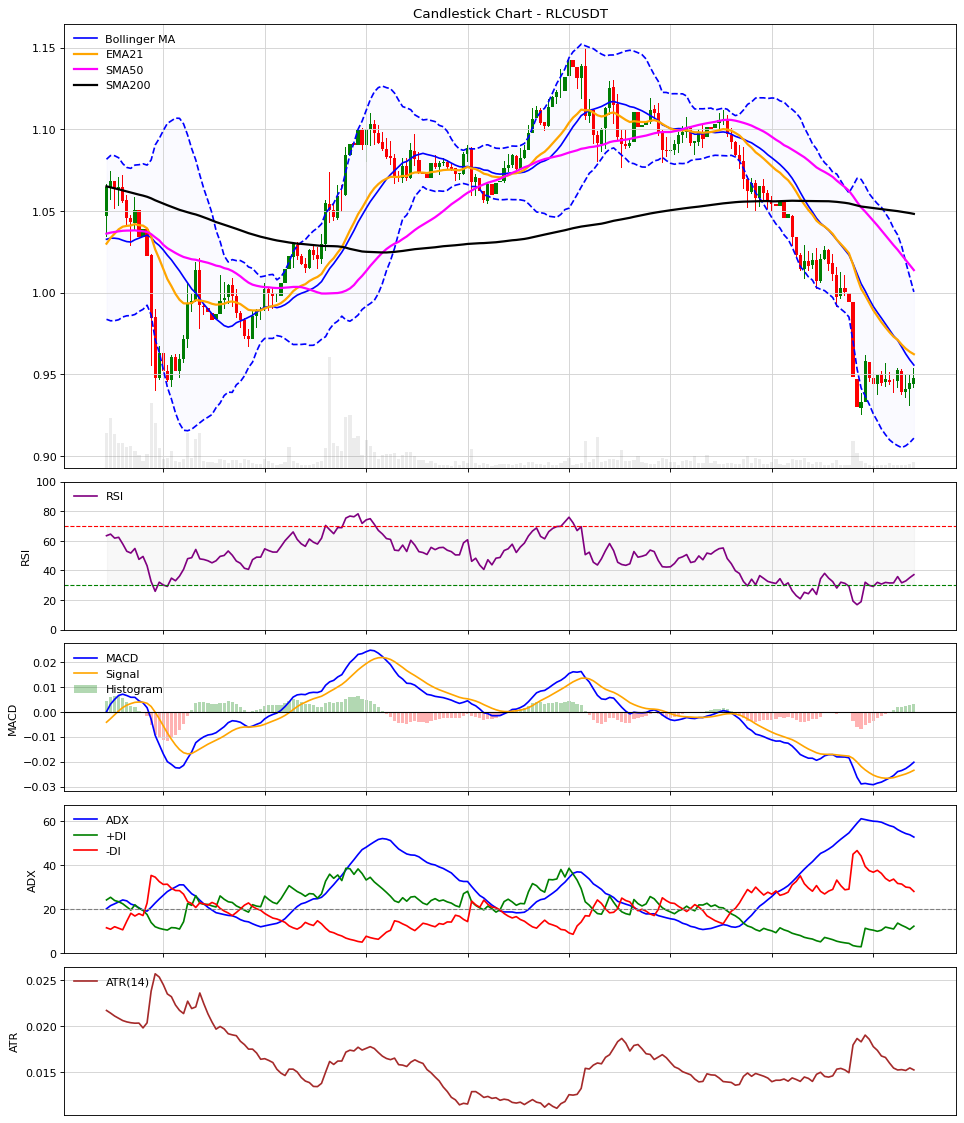 Candlestick Chart - RLCUSDT
Bollinger MA
EMA21
SMA50
SMA200
1.15
1.10
1.05
1.00
0.95
0.90
RSI
RSI
100
80
60
40
20
0
MACD
MACD
Signal
Histogram
0.02
0.01
0.00
−0.01
−0.02
−0.03
ADX
ADX
+DI
-DI
60
40
20
0
ATR
ATR(14)
0.025
0.020
0.015